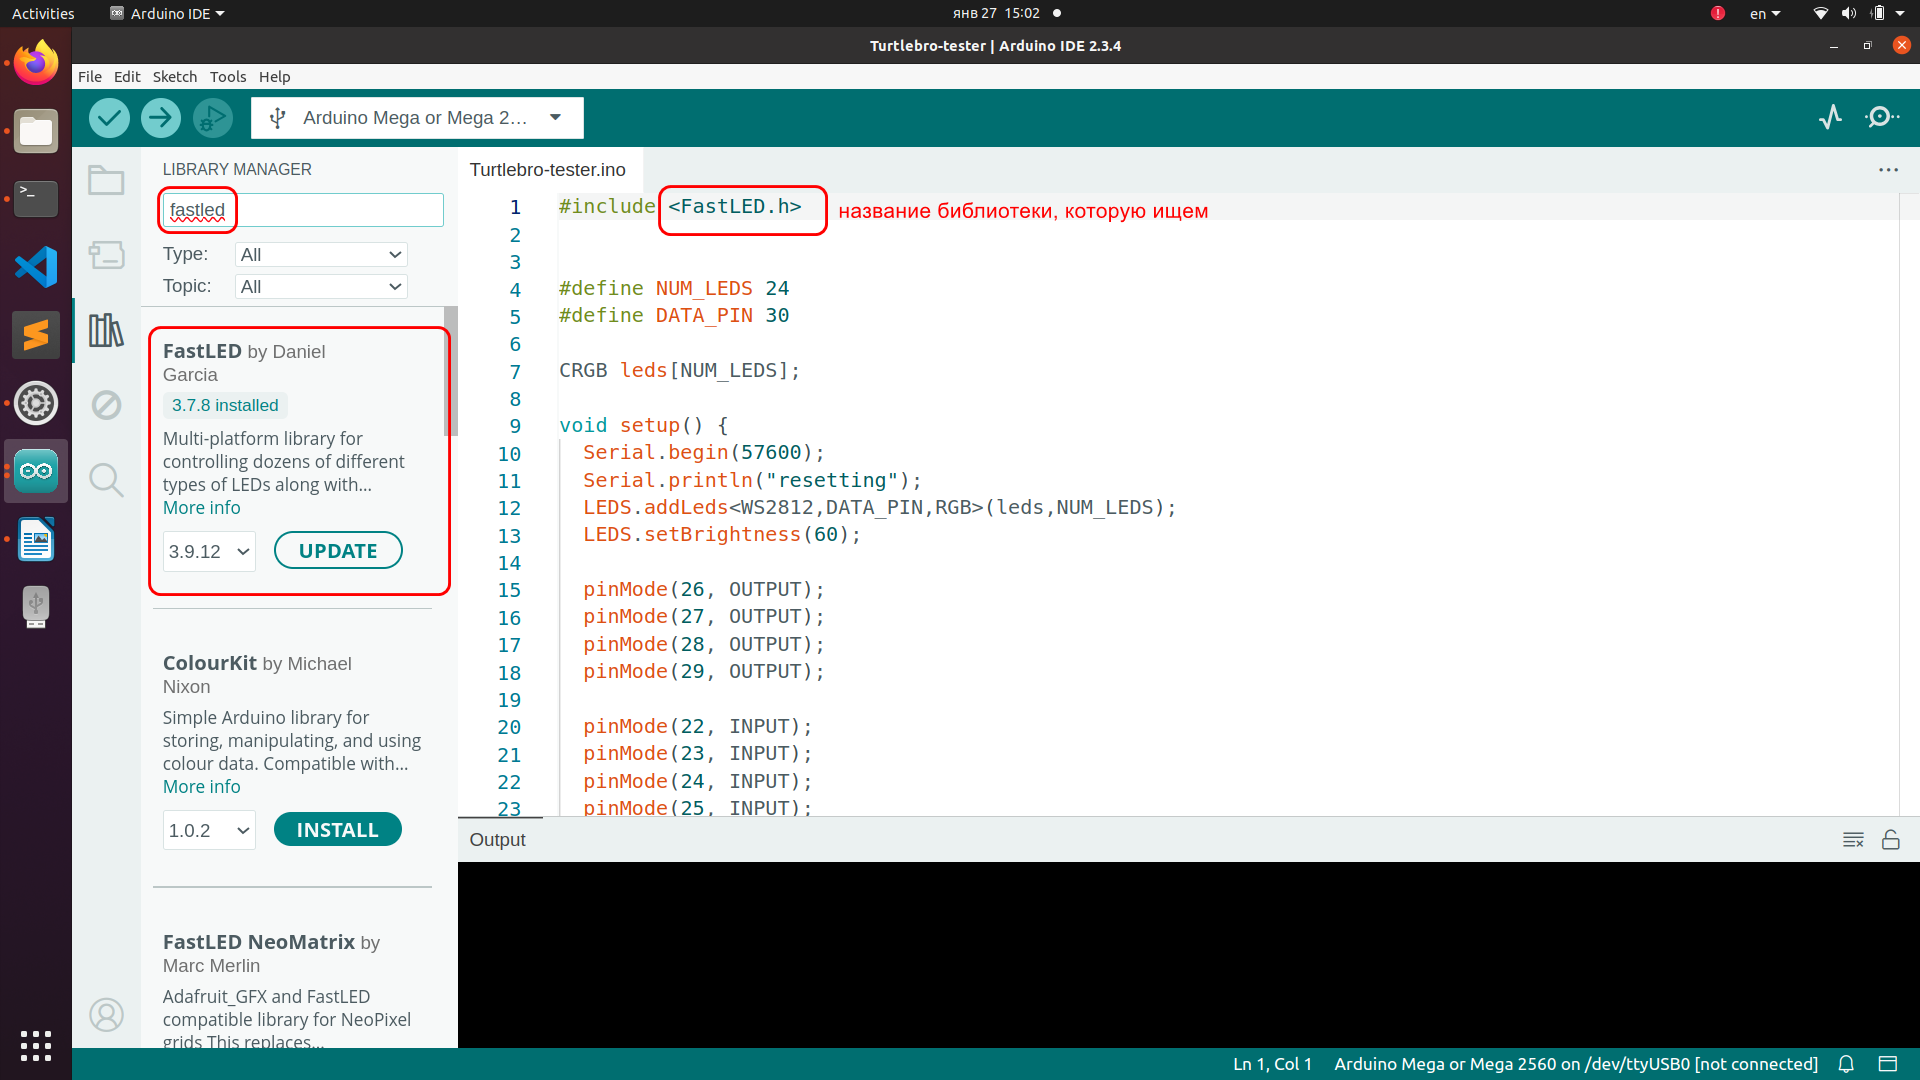 Activities
Arduino IDE
янв 27 15:02
en
Turtlebro-tester | Arduino IDE 2.3.4
File Edit Sketch Tools Help
Arduino Mega or Mega 2...
LIBRARY MANAGER
fastled
Type: All
Topic: All
FastLED by Daniel
Garcia
3.7.8 installed
Multi-platform library for
controlling dozens of different
types of LEDs along with...
More info
3.9.12 UPDATE
ColourKit by Michael
Nixon
Simple Arduino library for
storing, manipulating, and using
colour data. Compatible with...
More info
1.0.2 INSTALL
FastLED NeoMatrix by
Marc Merlin
Adafruit_GFX and FastLED
compatible library for NeoPixel
grids This replaces...
Turtlebro-tester.ino
1 #include <FastLED.h> название библиотеки, которую ищем
2
3
4 #define NUM_LEDS 24
5 #define DATA_PIN 30
6
7 CRGB leds[NUM_LEDS];
8
9 void setup() {
10 Serial.begin(57600);
11 Serial.println("resetting");
12 LEDS.addLeds<WS2812,DATA_PIN,RGB>(leds,NUM_LEDS);
13 LEDS.setBrightness(60);
14
15 pinMode(26, OUTPUT);
16 pinMode(27, OUTPUT);
17 pinMode(28, OUTPUT);
18 pinMode(29, OUTPUT);
19
20 pinMode(22, INPUT);
21 pinMode(23, INPUT);
22 pinMode(24, INPUT);
23 pinMode(25, INPUT);
Output
Ln 1, Col 1 Arduino Mega or Mega 2560 on /dev/ttyUSB0 [not connected]